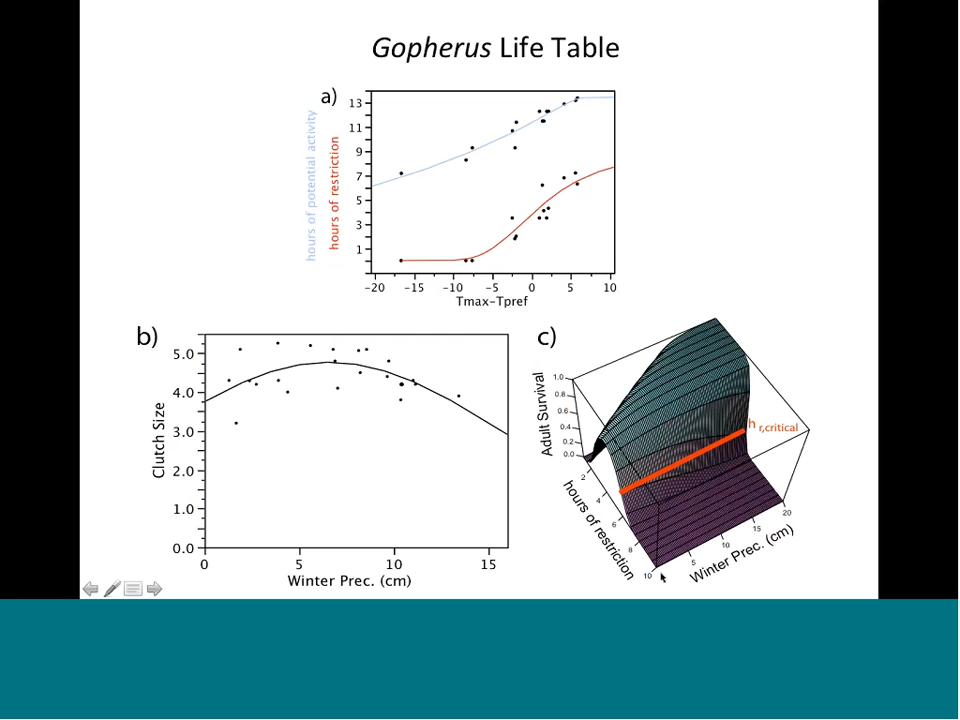 Gopherus Life Table
a)
hours of potential activity
hours of restriction
13
11
9
7
5
3
1
−20 −15 −10 −5 0 5 10
Tmax−Tpref
b)
Clutch Size
5.0
4.0
3.0
2.0
1.0
0.0
0 5 10 15
Winter Prec. (cm)
c)
Adult Survival
1.0
0.8
0.6
0.4
0.2
0.0
h r,critical
hours of restriction
2
4
6
8
10
Winter Prec. (cm)
5
10
15
20